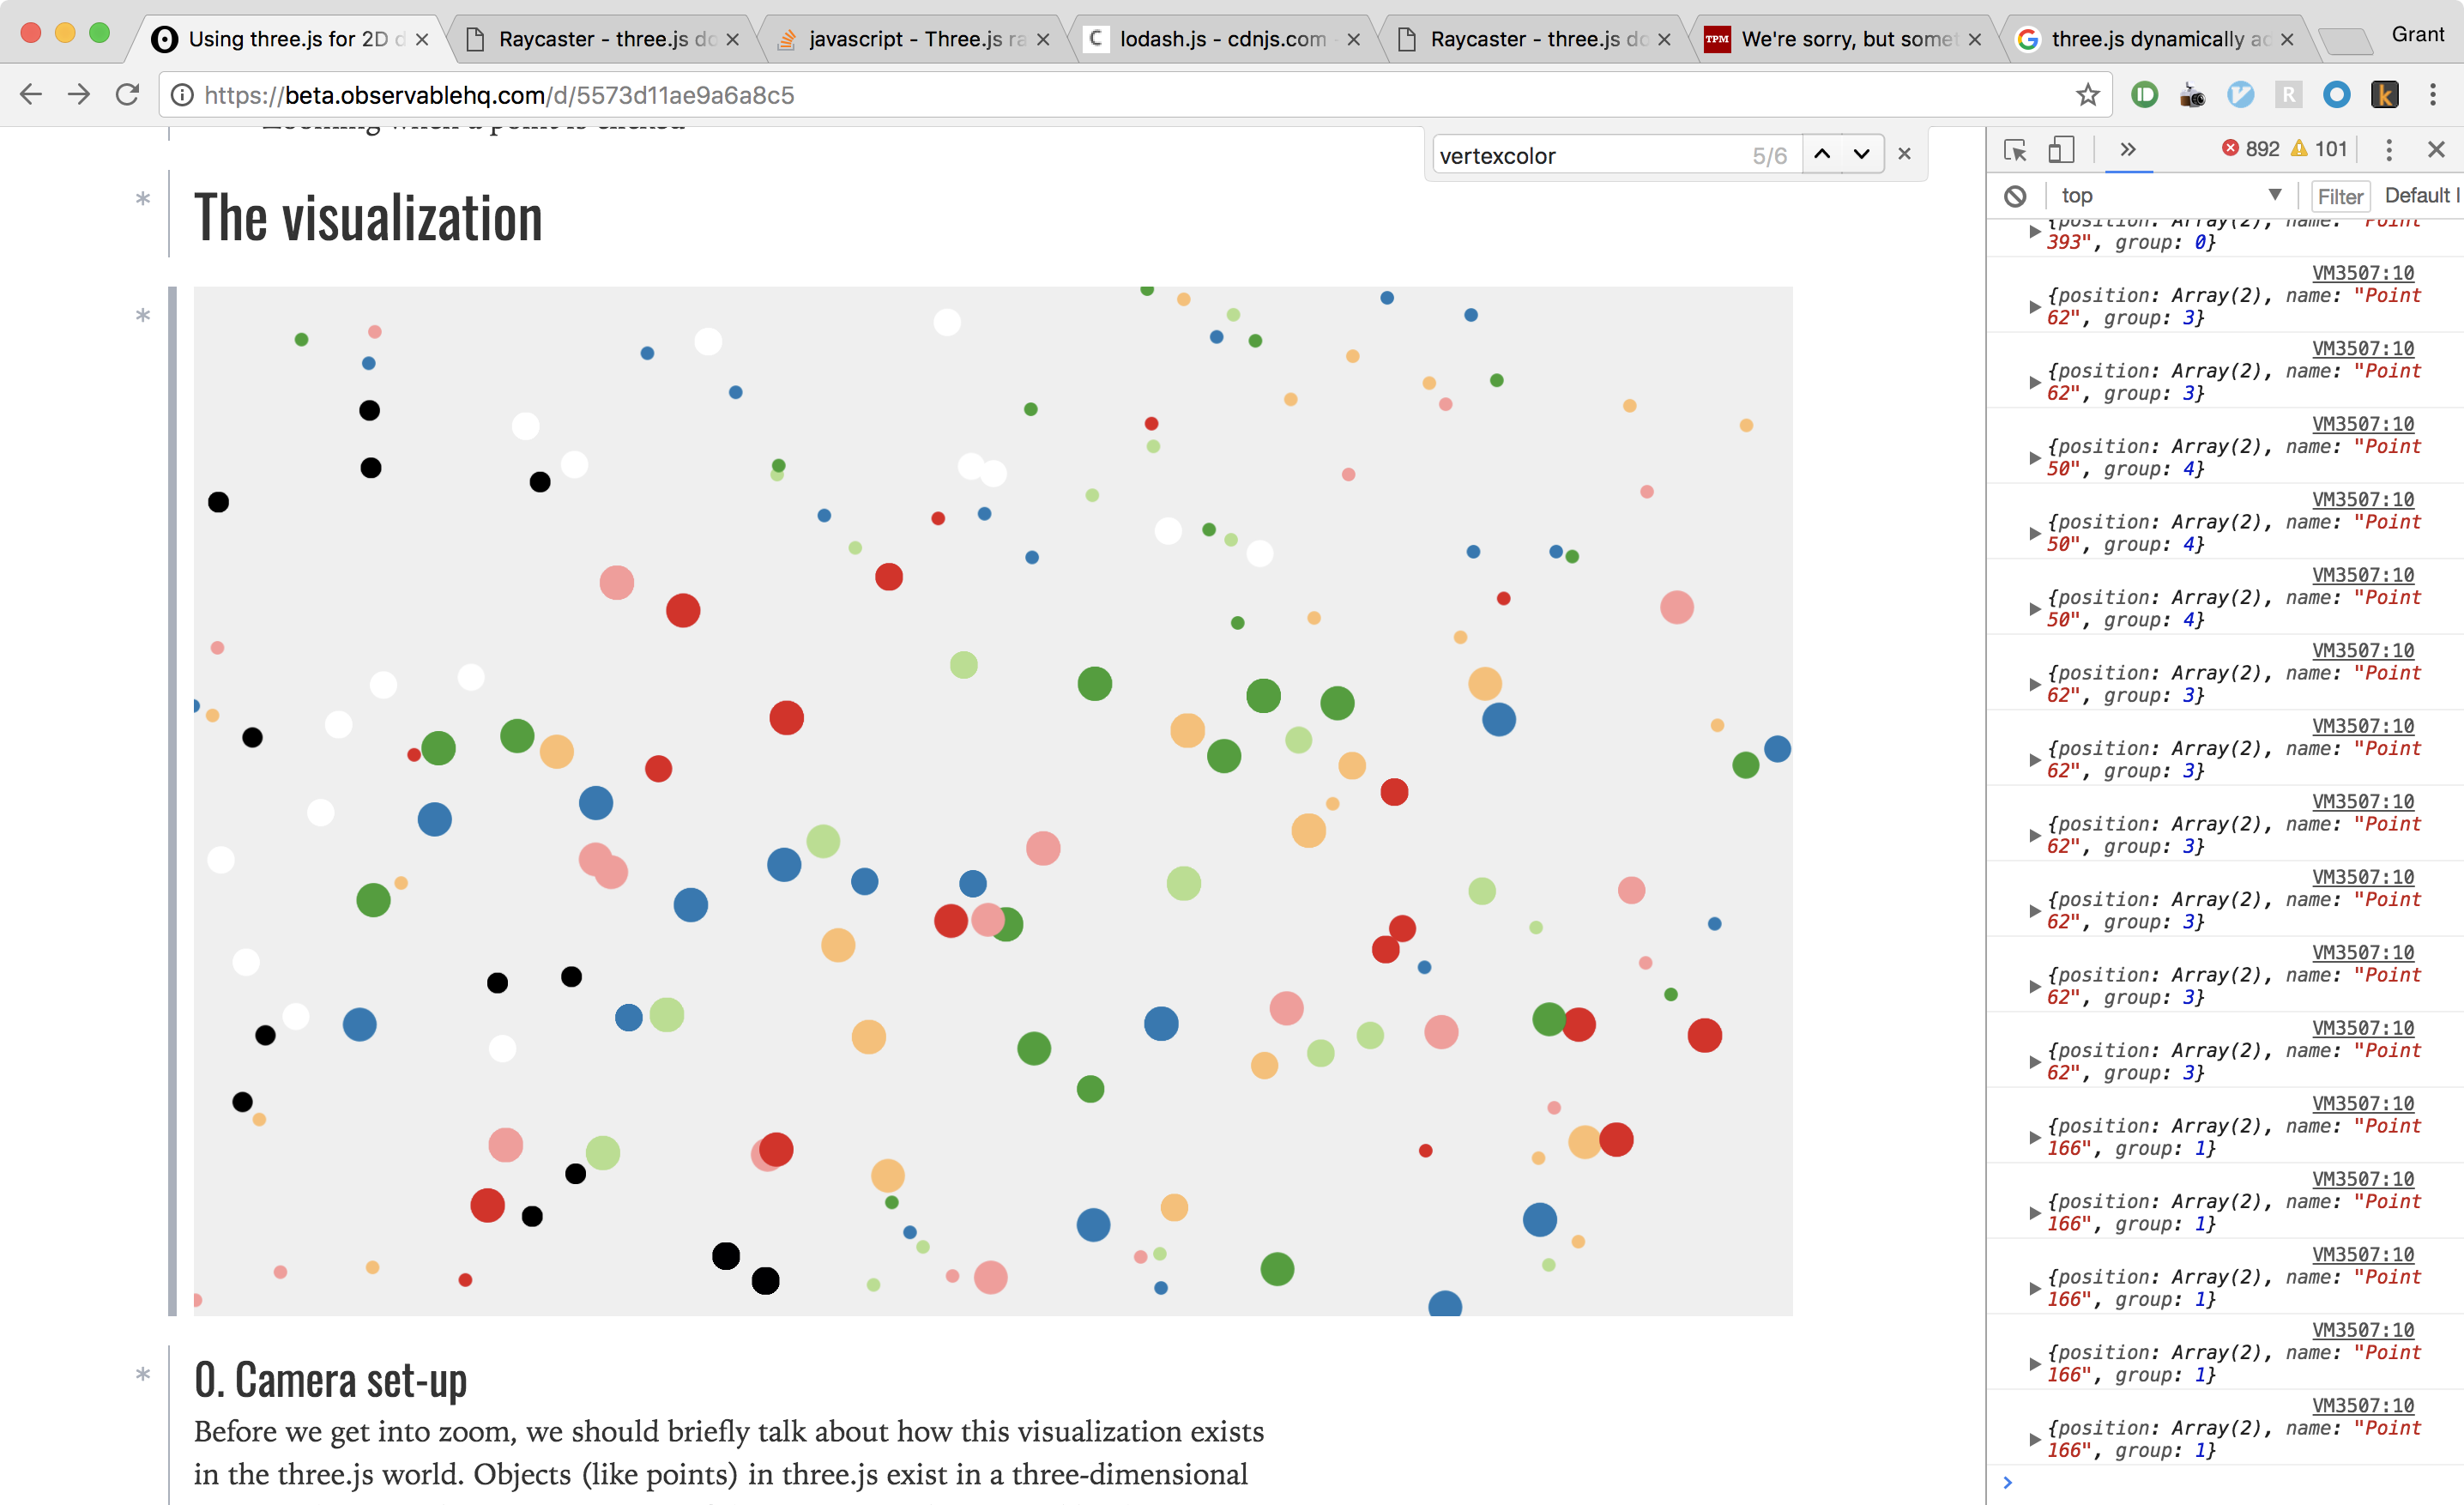 Using three.js for 2D d
Raycaster - three.js do
javascript - Three.js ra
lodash.js - cdnjs.com -
Raycaster - three.js do
We're sorry, but somet
three.js dynamically ac
Grant
https://beta.observablehq.com/d/5573d11ae9a6a8c5
Zooming when a point is clicked
vertexcolor 5/6
892 101
top Filter Default l
The visualization
{position: Array(2), name: "Point
393", group: 0}
VM3507:10
{position: Array(2), name: "Point
62", group: 3}
VM3507:10
{position: Array(2), name: "Point
62", group: 3}
VM3507:10
{position: Array(2), name: "Point
50", group: 4}
VM3507:10
{position: Array(2), name: "Point
50", group: 4}
VM3507:10
{position: Array(2), name: "Point
50", group: 4}
VM3507:10
{position: Array(2), name: "Point
62", group: 3}
VM3507:10
{position: Array(2), name: "Point
62", group: 3}
VM3507:10
{position: Array(2), name: "Point
62", group: 3}
VM3507:10
{position: Array(2), name: "Point
62", group: 3}
VM3507:10
{position: Array(2), name: "Point
62", group: 3}
VM3507:10
{position: Array(2), name: "Point
62", group: 3}
VM3507:10
{position: Array(2), name: "Point
166", group: 1}
VM3507:10
{position: Array(2), name: "Point
166", group: 1}
VM3507:10
{position: Array(2), name: "Point
166", group: 1}
VM3507:10
{position: Array(2), name: "Point
166", group: 1}
VM3507:10
{position: Array(2), name: "Point
166", group: 1}
0. Camera set-up
Before we get into zoom, we should briefly talk about how this visualization exists
in the three.js world. Objects (like points) in three.js exist in a three-dimensional